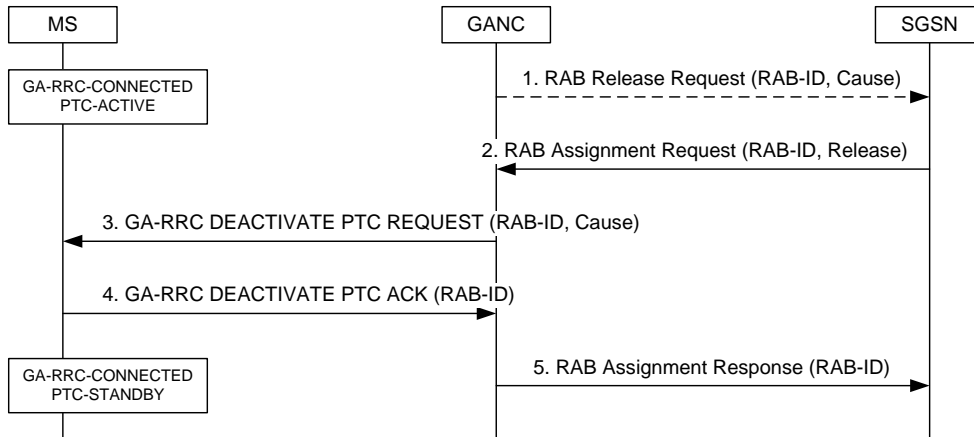 MS
GANC
SGSN
GA-RRC-CONNECTED
PTC-ACTIVE
1. RAB Release Request (RAB-ID, Cause)
2. RAB Assignment Request (RAB-ID, Release)
3. GA-RRC DEACTIVATE PTC REQUEST (RAB-ID, Cause)
4. GA-RRC DEACTIVATE PTC ACK (RAB-ID)
GA-RRC-CONNECTED
PTC-STANDBY
5. RAB Assignment Response (RAB-ID)